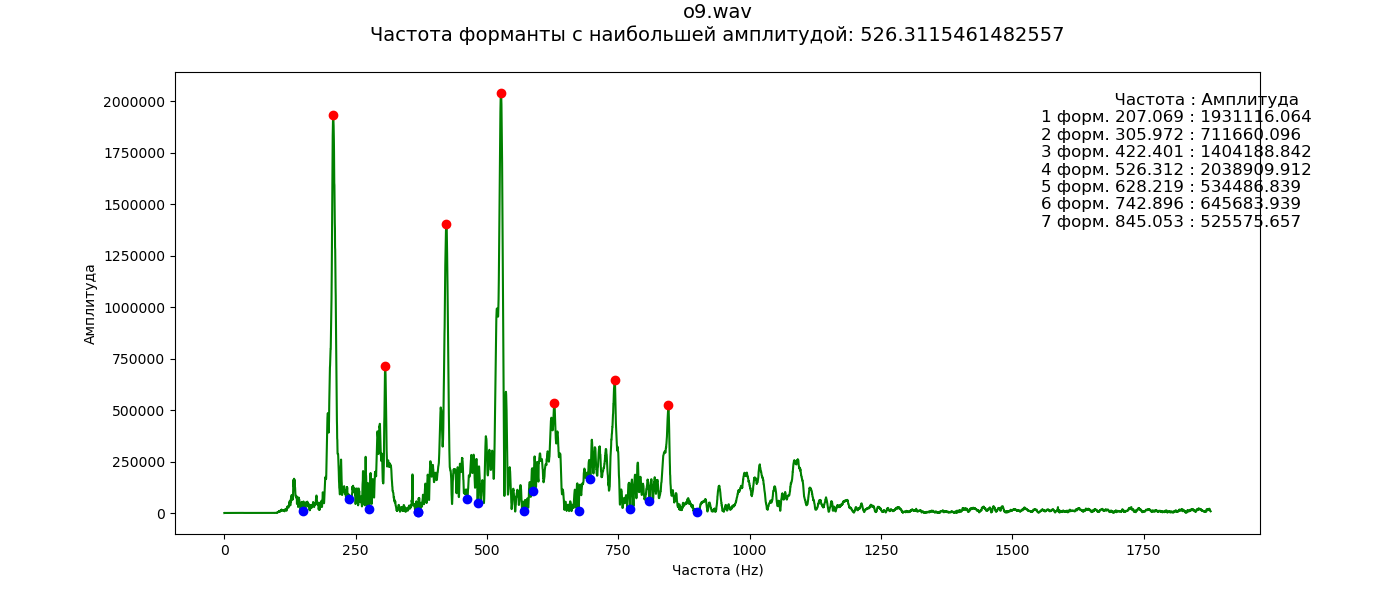 o9.wav
Частота форманты с наибольшей амплитудой: 526.3115461482557
Частота : Амплитуда
1 форм. 207.069 : 1931116.064
2 форм. 305.972 : 711660.096
3 форм. 422.401 : 1404188.842
4 форм. 526.312 : 2038909.912
5 форм. 628.219 : 534486.839
6 форм. 742.896 : 645683.939
7 форм. 845.053 : 525575.657
Амплитуда
2000000
1750000
1500000
1250000
1000000
750000
500000
250000
0
0 250 500 750 1000 1250 1500 1750
Частота (Hz)